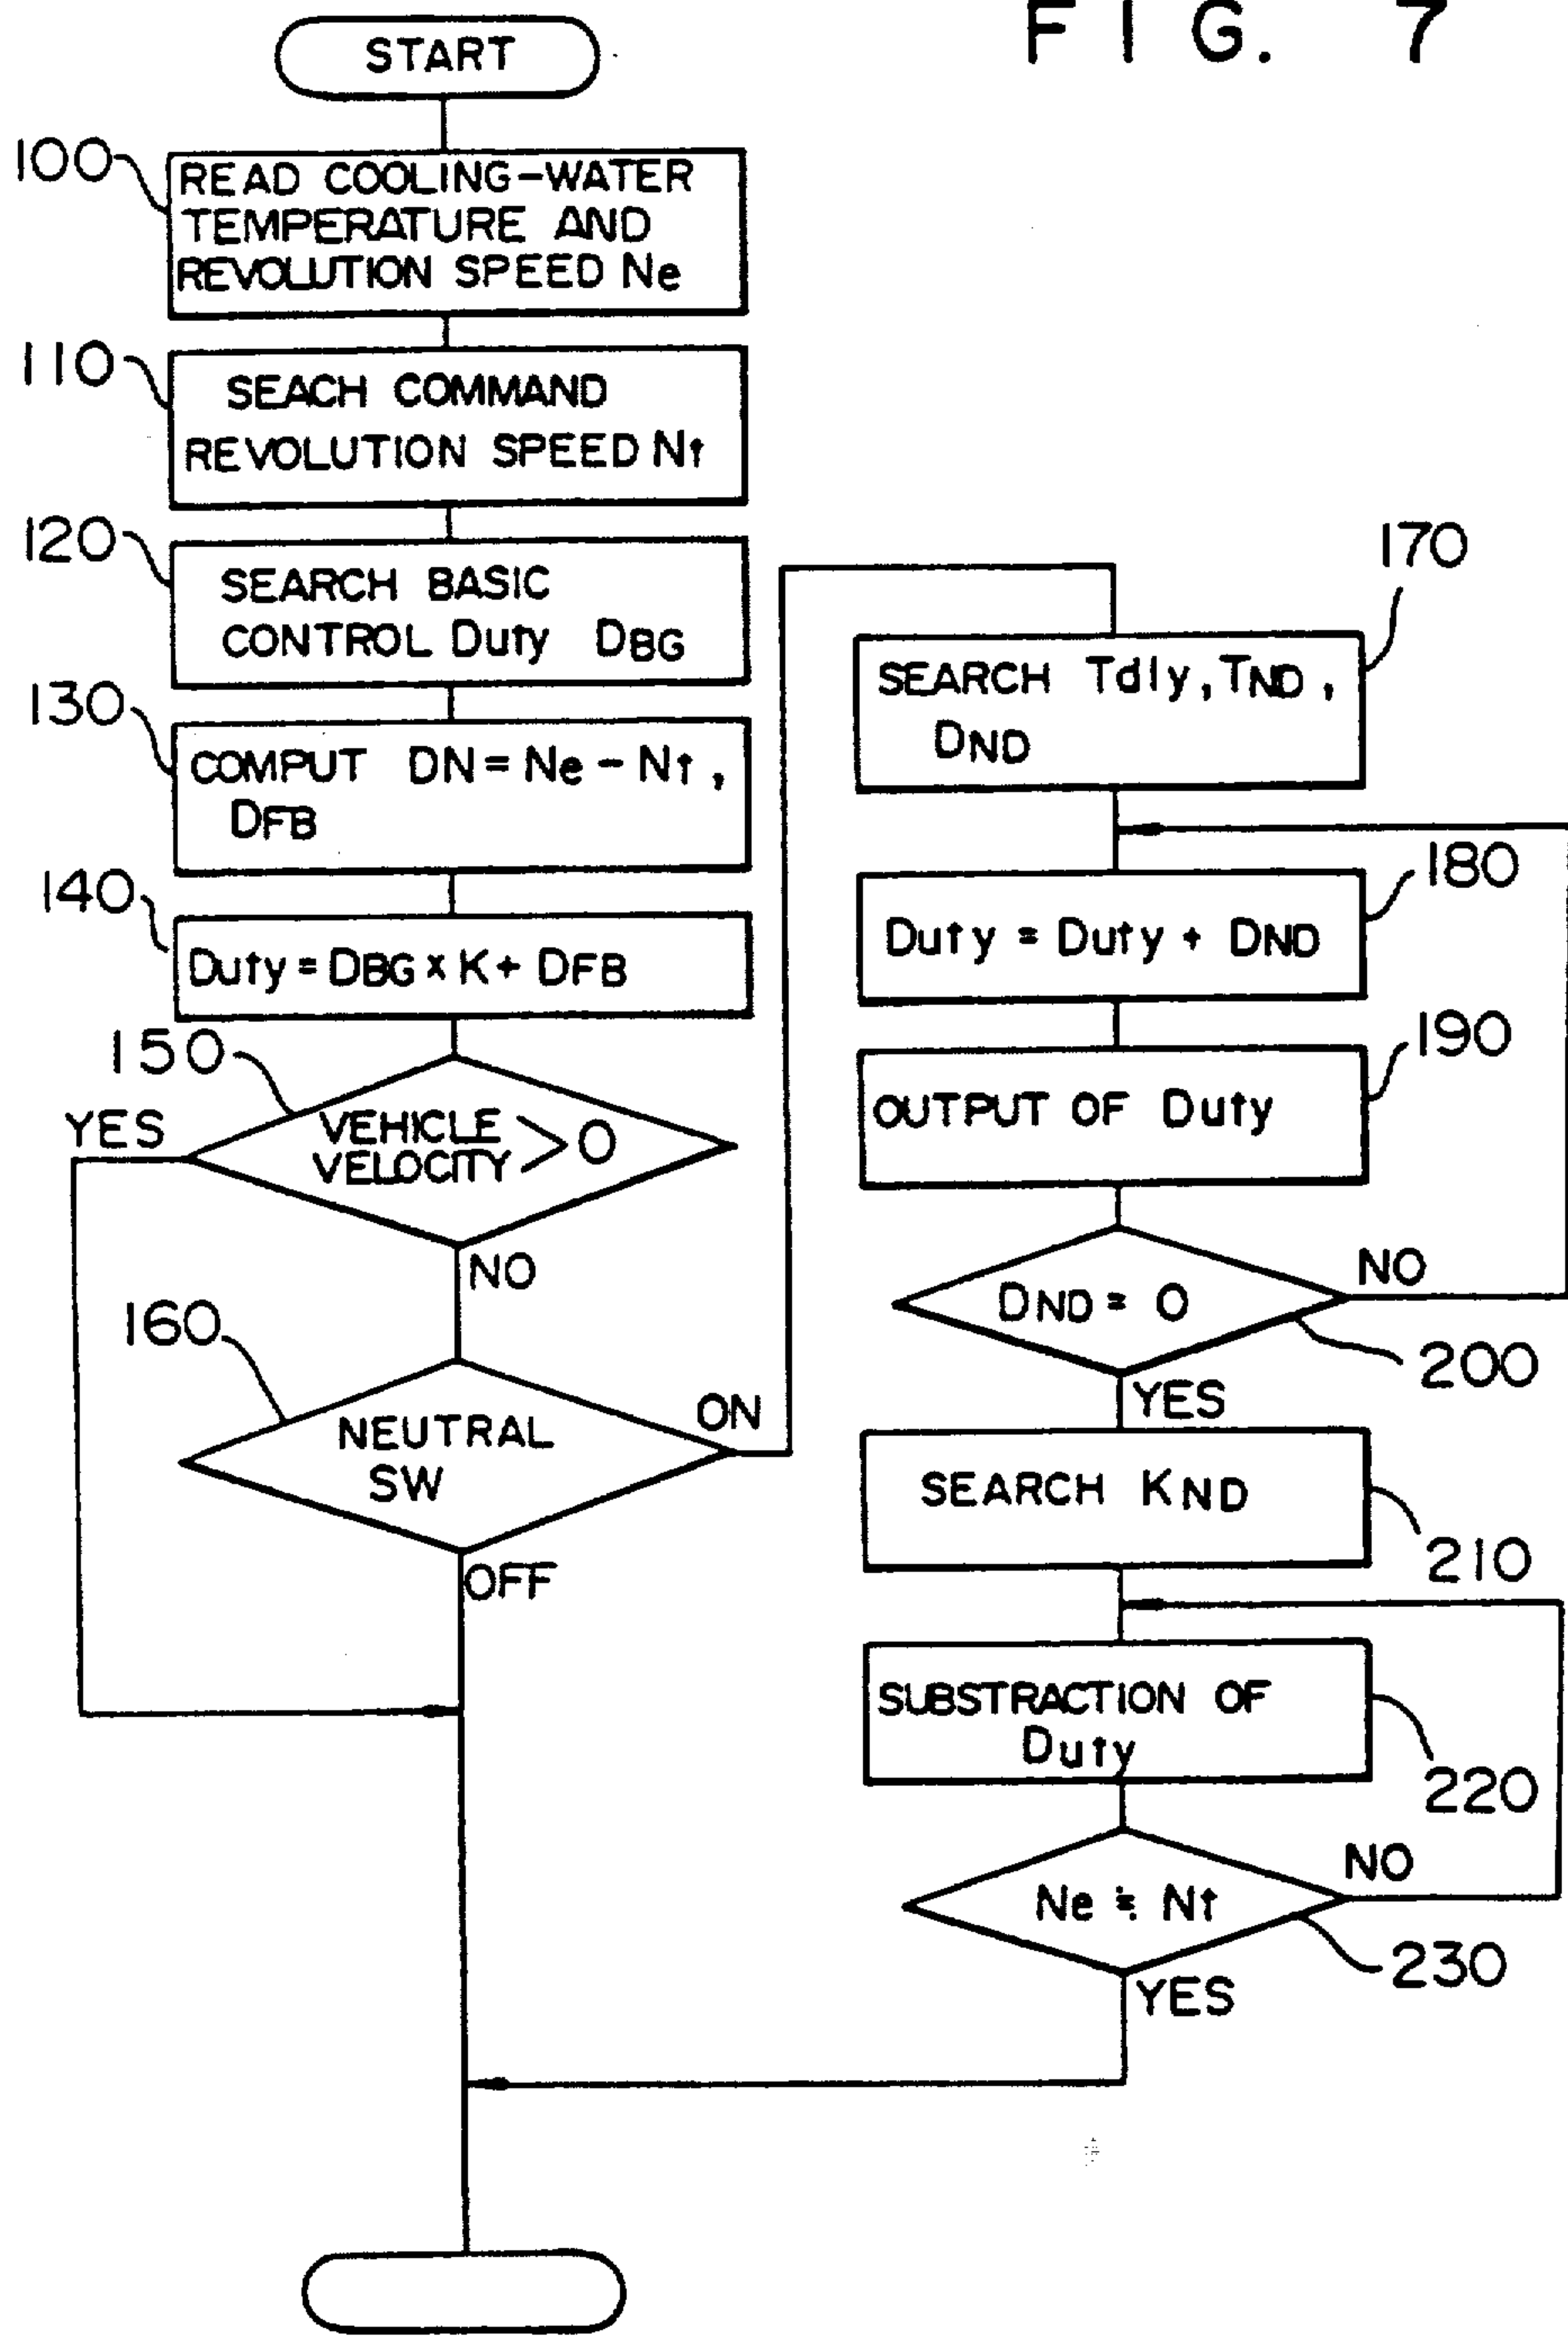 FIG. 7
START
100
READ COOLING-WATER
TEMPERATURE AND
REVOLUTION SPEED Ne
110
SEACH COMMAND
REVOLUTION SPEED Nt
120
SEARCH BASIC
CONTROL Duty DBG
130
COMPUT DN = Ne - Nt,
DFB
140
Duty = DBG x K + DFB
150
YES
VEHICLE
VELOCITY > 0
NO
160
NEUTRAL
SW
ON
OFF
170
SEARCH Tdly, TND,
DND
180
Duty = Duty + DND
190
OUTPUT OF Duty
DND = 0
NO
200
YES
SEARCH KND
210
SUBSTRACTION OF
Duty
220
Ne ≒ Nt
NO
230
YES